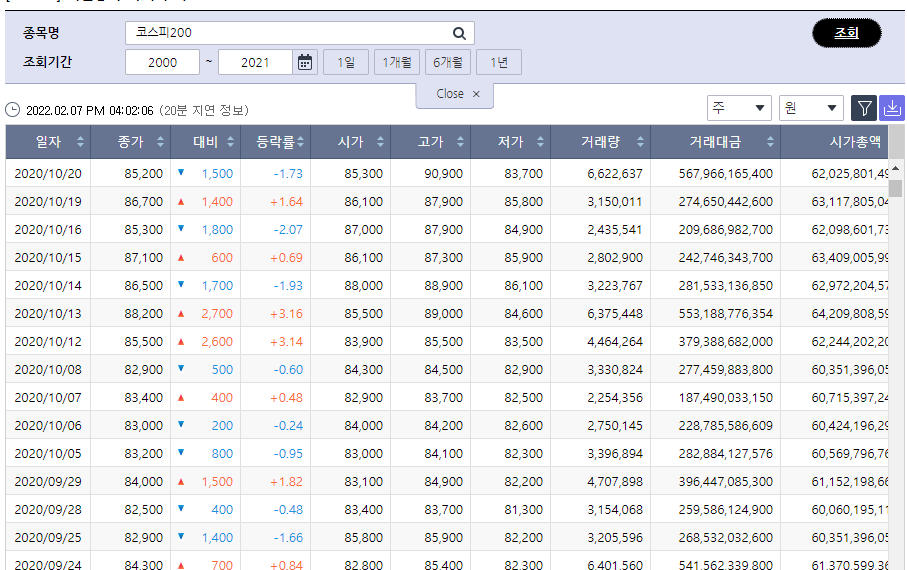 종목명 코스피200
조회
조회기간 2000 ~ 2021 1일 1개월 6개월 1년
Close ×
2022.02.07 PM 04:02:06 (20분 지연 정보) 주 원
일자 종가 대비 등락률 시가 고가 저가 거래량 거래대금 시가총액
2020/10/20 85,200 ▼ 1,500 -1.73 85,300 90,900 83,700 6,622,637 567,966,165,400 62,025,801,49
2020/10/19 86,700 ▲ 1,400 +1.64 86,100 87,900 85,800 3,150,011 274,650,442,600 63,117,805,04
2020/10/16 85,300 ▼ 1,800 -2.07 87,000 87,900 84,900 2,435,541 209,686,982,700 62,098,601,73
2020/10/15 87,100 ▲ 600 +0.69 86,100 87,300 85,900 2,802,900 242,746,343,700 63,409,005,99
2020/10/14 86,500 ▼ 1,700 -1.93 88,000 88,900 86,100 3,223,767 281,533,136,850 62,972,204,57
2020/10/13 88,200 ▲ 2,700 +3.16 85,500 89,000 84,600 6,375,448 553,188,776,354 64,209,808,59
2020/10/12 85,500 ▲ 2,600 +3.14 83,900 85,500 83,500 4,464,264 379,388,682,000 62,244,202,20
2020/10/08 82,900 ▼ 500 -0.60 84,300 84,500 82,900 3,330,824 277,459,883,800 60,351,396,05
2020/10/07 83,400 ▲ 400 +0.48 82,900 83,700 82,500 2,254,356 187,490,033,150 60,715,397,24
2020/10/06 83,000 ▼ 200 -0.24 84,000 84,200 82,600 2,750,145 228,785,586,609 60,424,196,29
2020/10/05 83,200 ▼ 800 -0.95 83,000 84,100 82,300 3,396,894 282,884,127,576 60,569,796,76
2020/09/29 84,000 ▲ 1,500 +1.82 83,100 84,900 82,200 4,707,898 396,447,085,300 61,152,198,66
2020/09/28 82,500 ▼ 400 -0.48 83,400 83,700 81,300 3,154,068 259,586,124,900 60,060,195,11
2020/09/25 82,900 ▼ 1,400 -1.66 85,800 85,900 82,200 3,205,596 268,532,032,600 60,351,396,05
2020/09/24 84,300 ▲ 700 +0.84 82,800 85,400 82,300 6,401,560 541,562,339,600 61,370,599,36